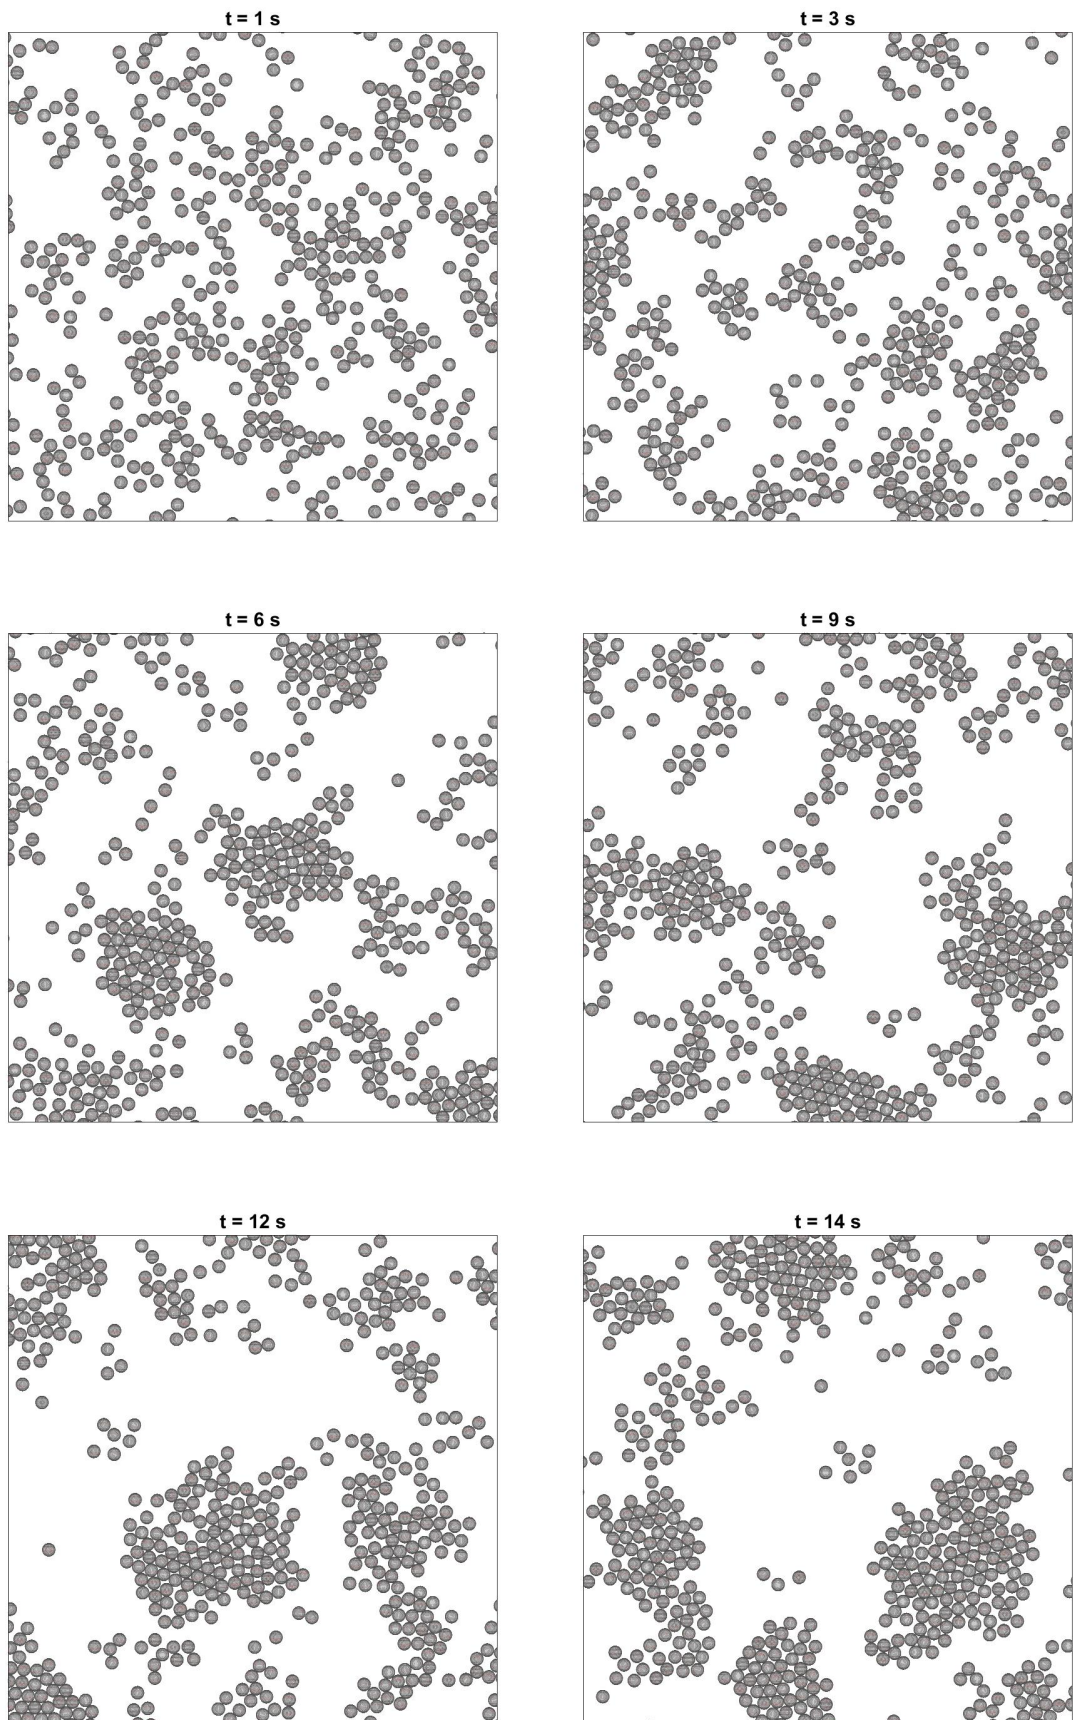 t = 1 s
t = 3 s
t = 6 s
t = 9 s
t = 12 s
t = 14 s